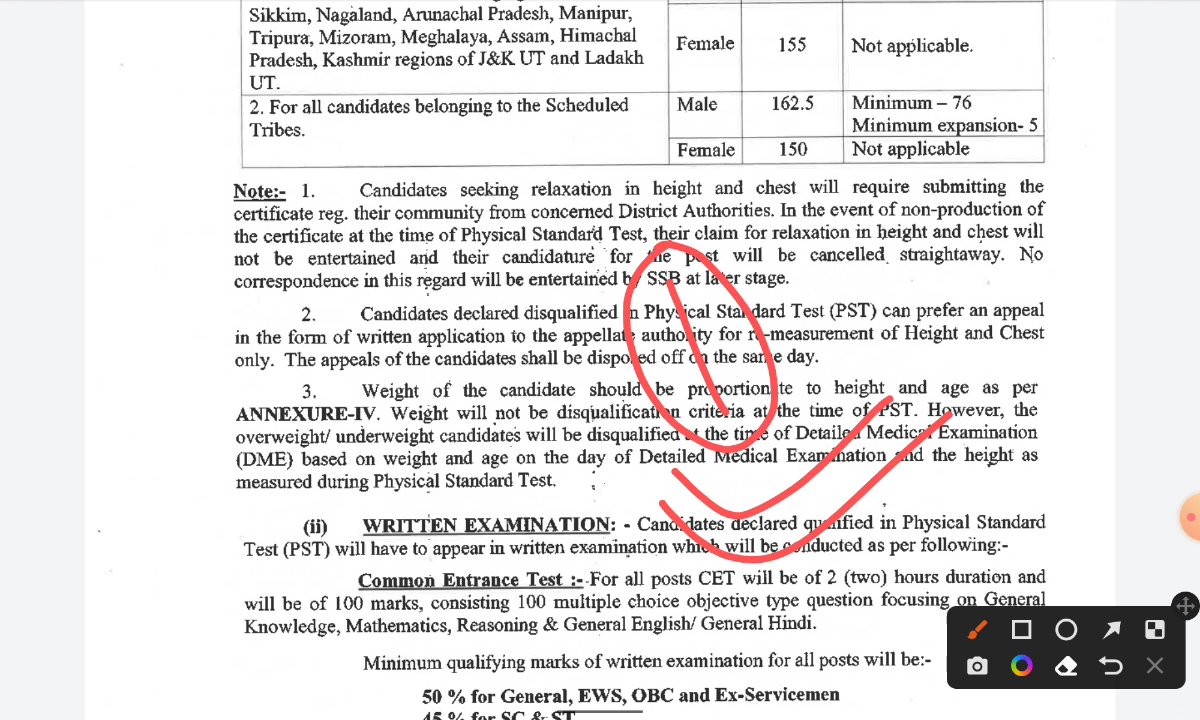 Sikkim, Nagaland, Arunachal Pradesh, Manipur,
Tripura, Mizoram, Meghalaya, Assam, Himachal
Pradesh, Kashmir regions of J&K UT and Ladakh
UT.
Female 155 Not applicable.
2. For all candidates belonging to the Scheduled
Tribes.
Male 162.5 Minimum – 76
Minimum expansion- 5
Female 150 Not applicable
Note:- 1. Candidates seeking relaxation in height and chest will require submitting the
certificate reg. their community from concerned District Authorities. In the event of non-production of
the certificate at the time of Physical Standard Test, their claim for relaxation in height and chest will
not be entertained and their candidature for the post will be cancelled straightaway. No
correspondence in this regard will be entertained by SSB at later stage.
2. Candidates declared disqualified in Physical Standard Test (PST) can prefer an appeal
in the form of written application to the appellate authority for re-measurement of Height and Chest
only. The appeals of the candidates shall be disposed off on the same day.
3. Weight of the candidate should be proportionate to height and age as per
ANNEXURE-IV. Weight will not be disqualification criteria at the time of PST. However, the
overweight/ underweight candidates will be disqualified at the time of Detailed Medical Examination
(DME) based on weight and age on the day of Detailed Medical Examination and the height as
measured during Physical Standard Test.
(ii) WRITTEN EXAMINATION: - Candidates declared qualified in Physical Standard
Test (PST) will have to appear in written examination which will be conducted as per following:-
Common Entrance Test :- For all posts CET will be of 2 (two) hours duration and
will be of 100 marks, consisting 100 multiple choice objective type question focusing on General
Knowledge, Mathematics, Reasoning & General English/ General Hindi.
Minimum qualifying marks of written examination for all posts will be:-
50 % for General, EWS, OBC and Ex-Servicemen
45 % for SC & ST